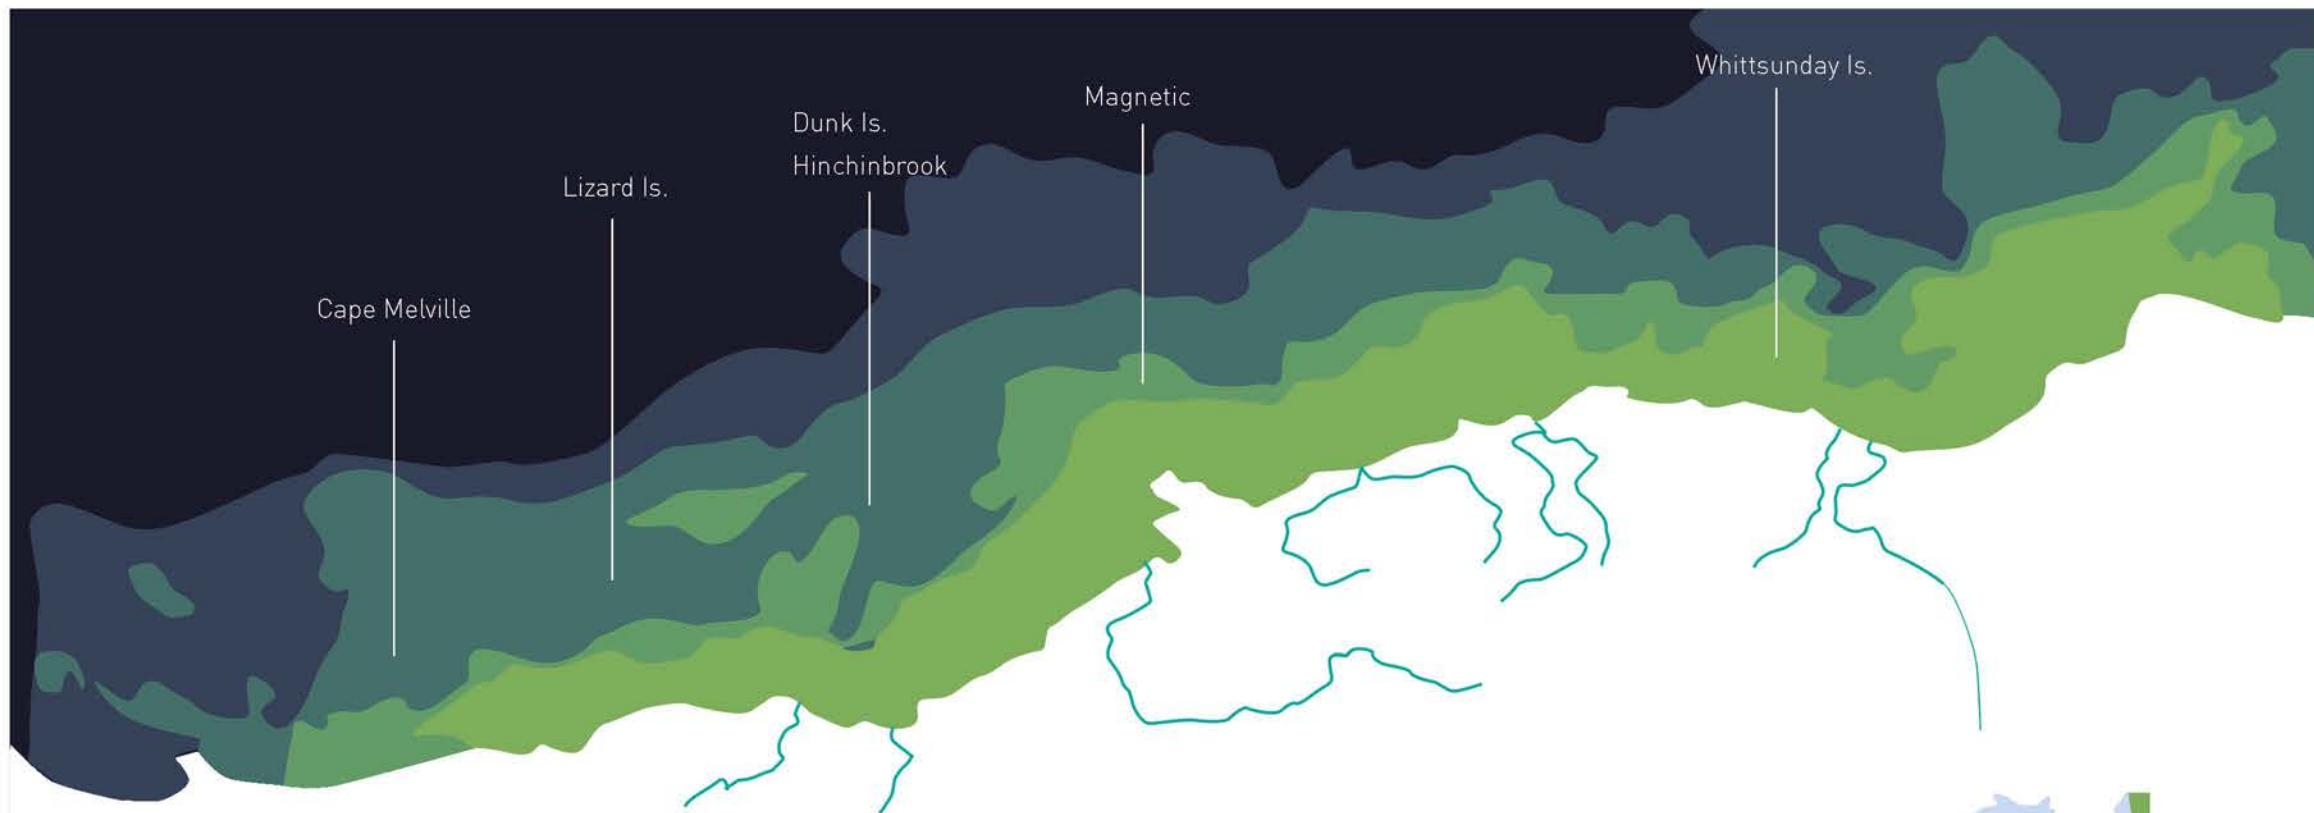 Whittsunday Is.
Magnetic
Dunk Is.
Hinchinbrook
Lizard Is.
Cape Melville